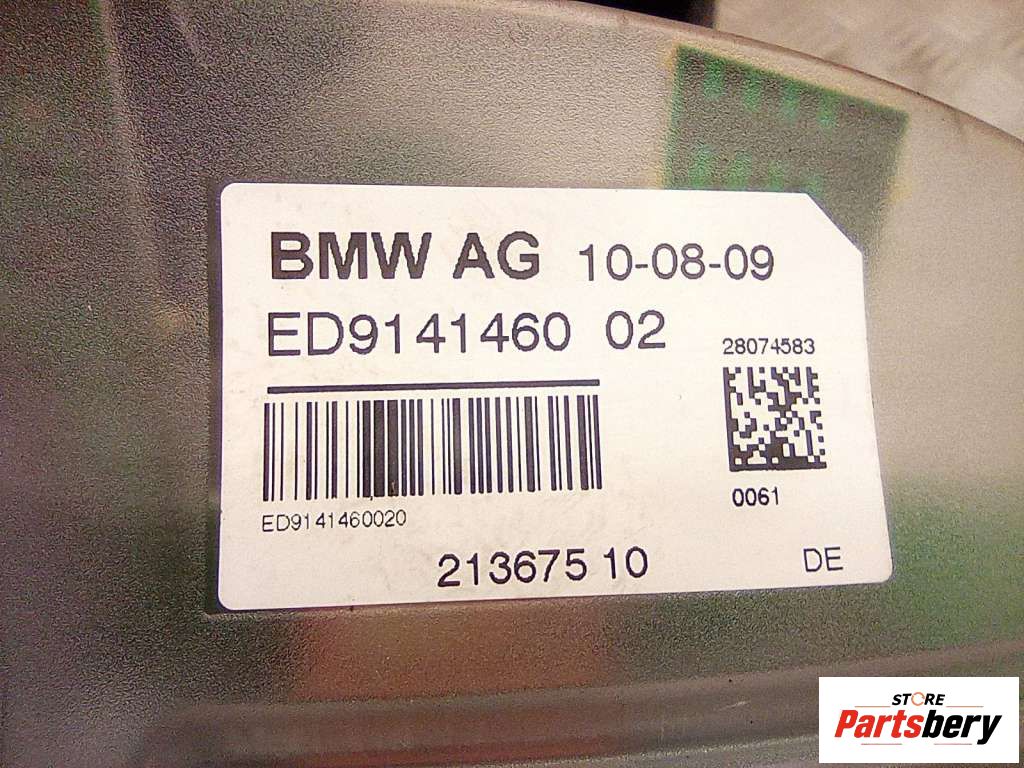 BMW AG 10-08-09
ED9141460 02
28074583
ED9141460020
0061
213675 10
DE
STORE
Partsbery